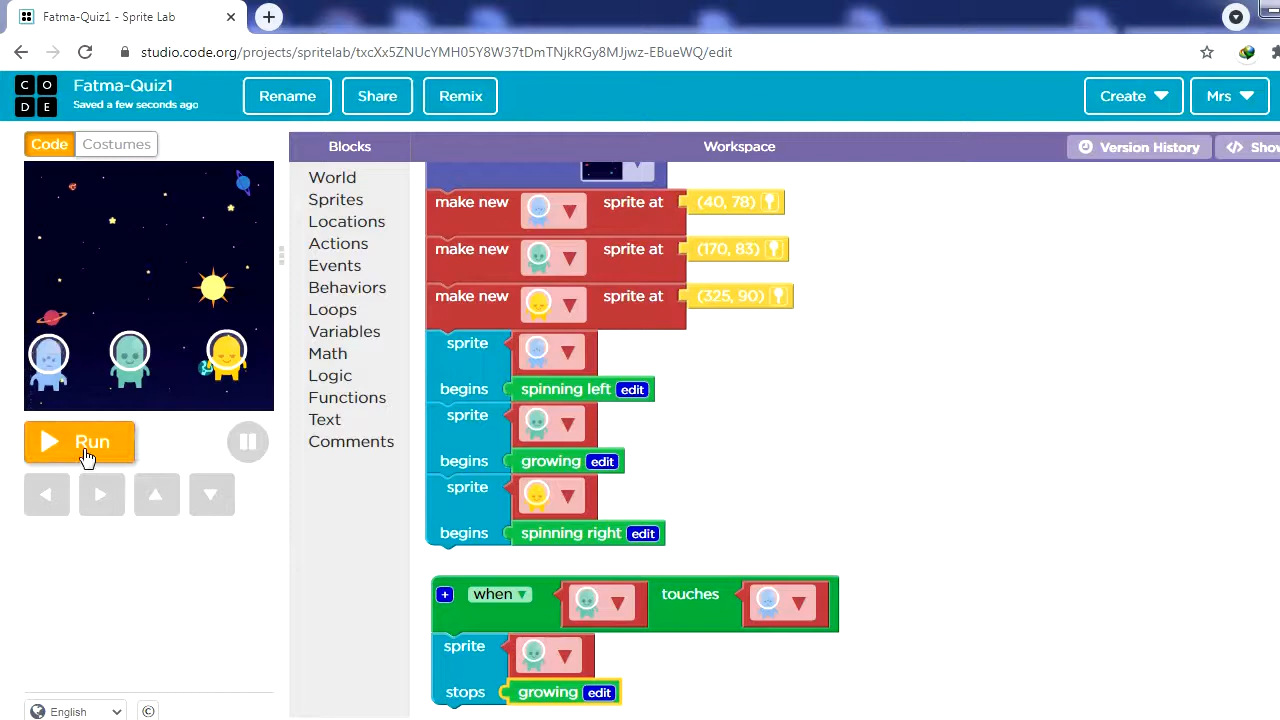 Fatma-Quiz1 - Sprite Lab
studio.code.org/projects/spritelab/txcXx5ZNUcYMH05Y8W37tDmTNjkRGy8MJjwz-EBueWQ/edit
C O
D E
Fatma-Quiz1
Saved a few seconds ago
Rename
Share
Remix
Create
Mrs
Code
Costumes
Blocks
Workspace
Version History
</> Show
World
Sprites
Locations
Actions
Events
Behaviors
Loops
Variables
Math
Logic
Functions
Text
Comments
make new sprite at (40, 78)
make new sprite at (170, 83)
make new sprite at (325, 90)
sprite
begins spinning left edit
sprite
begins growing edit
sprite
begins spinning right edit
+ when touches
sprite
stops growing edit
Run
English
©